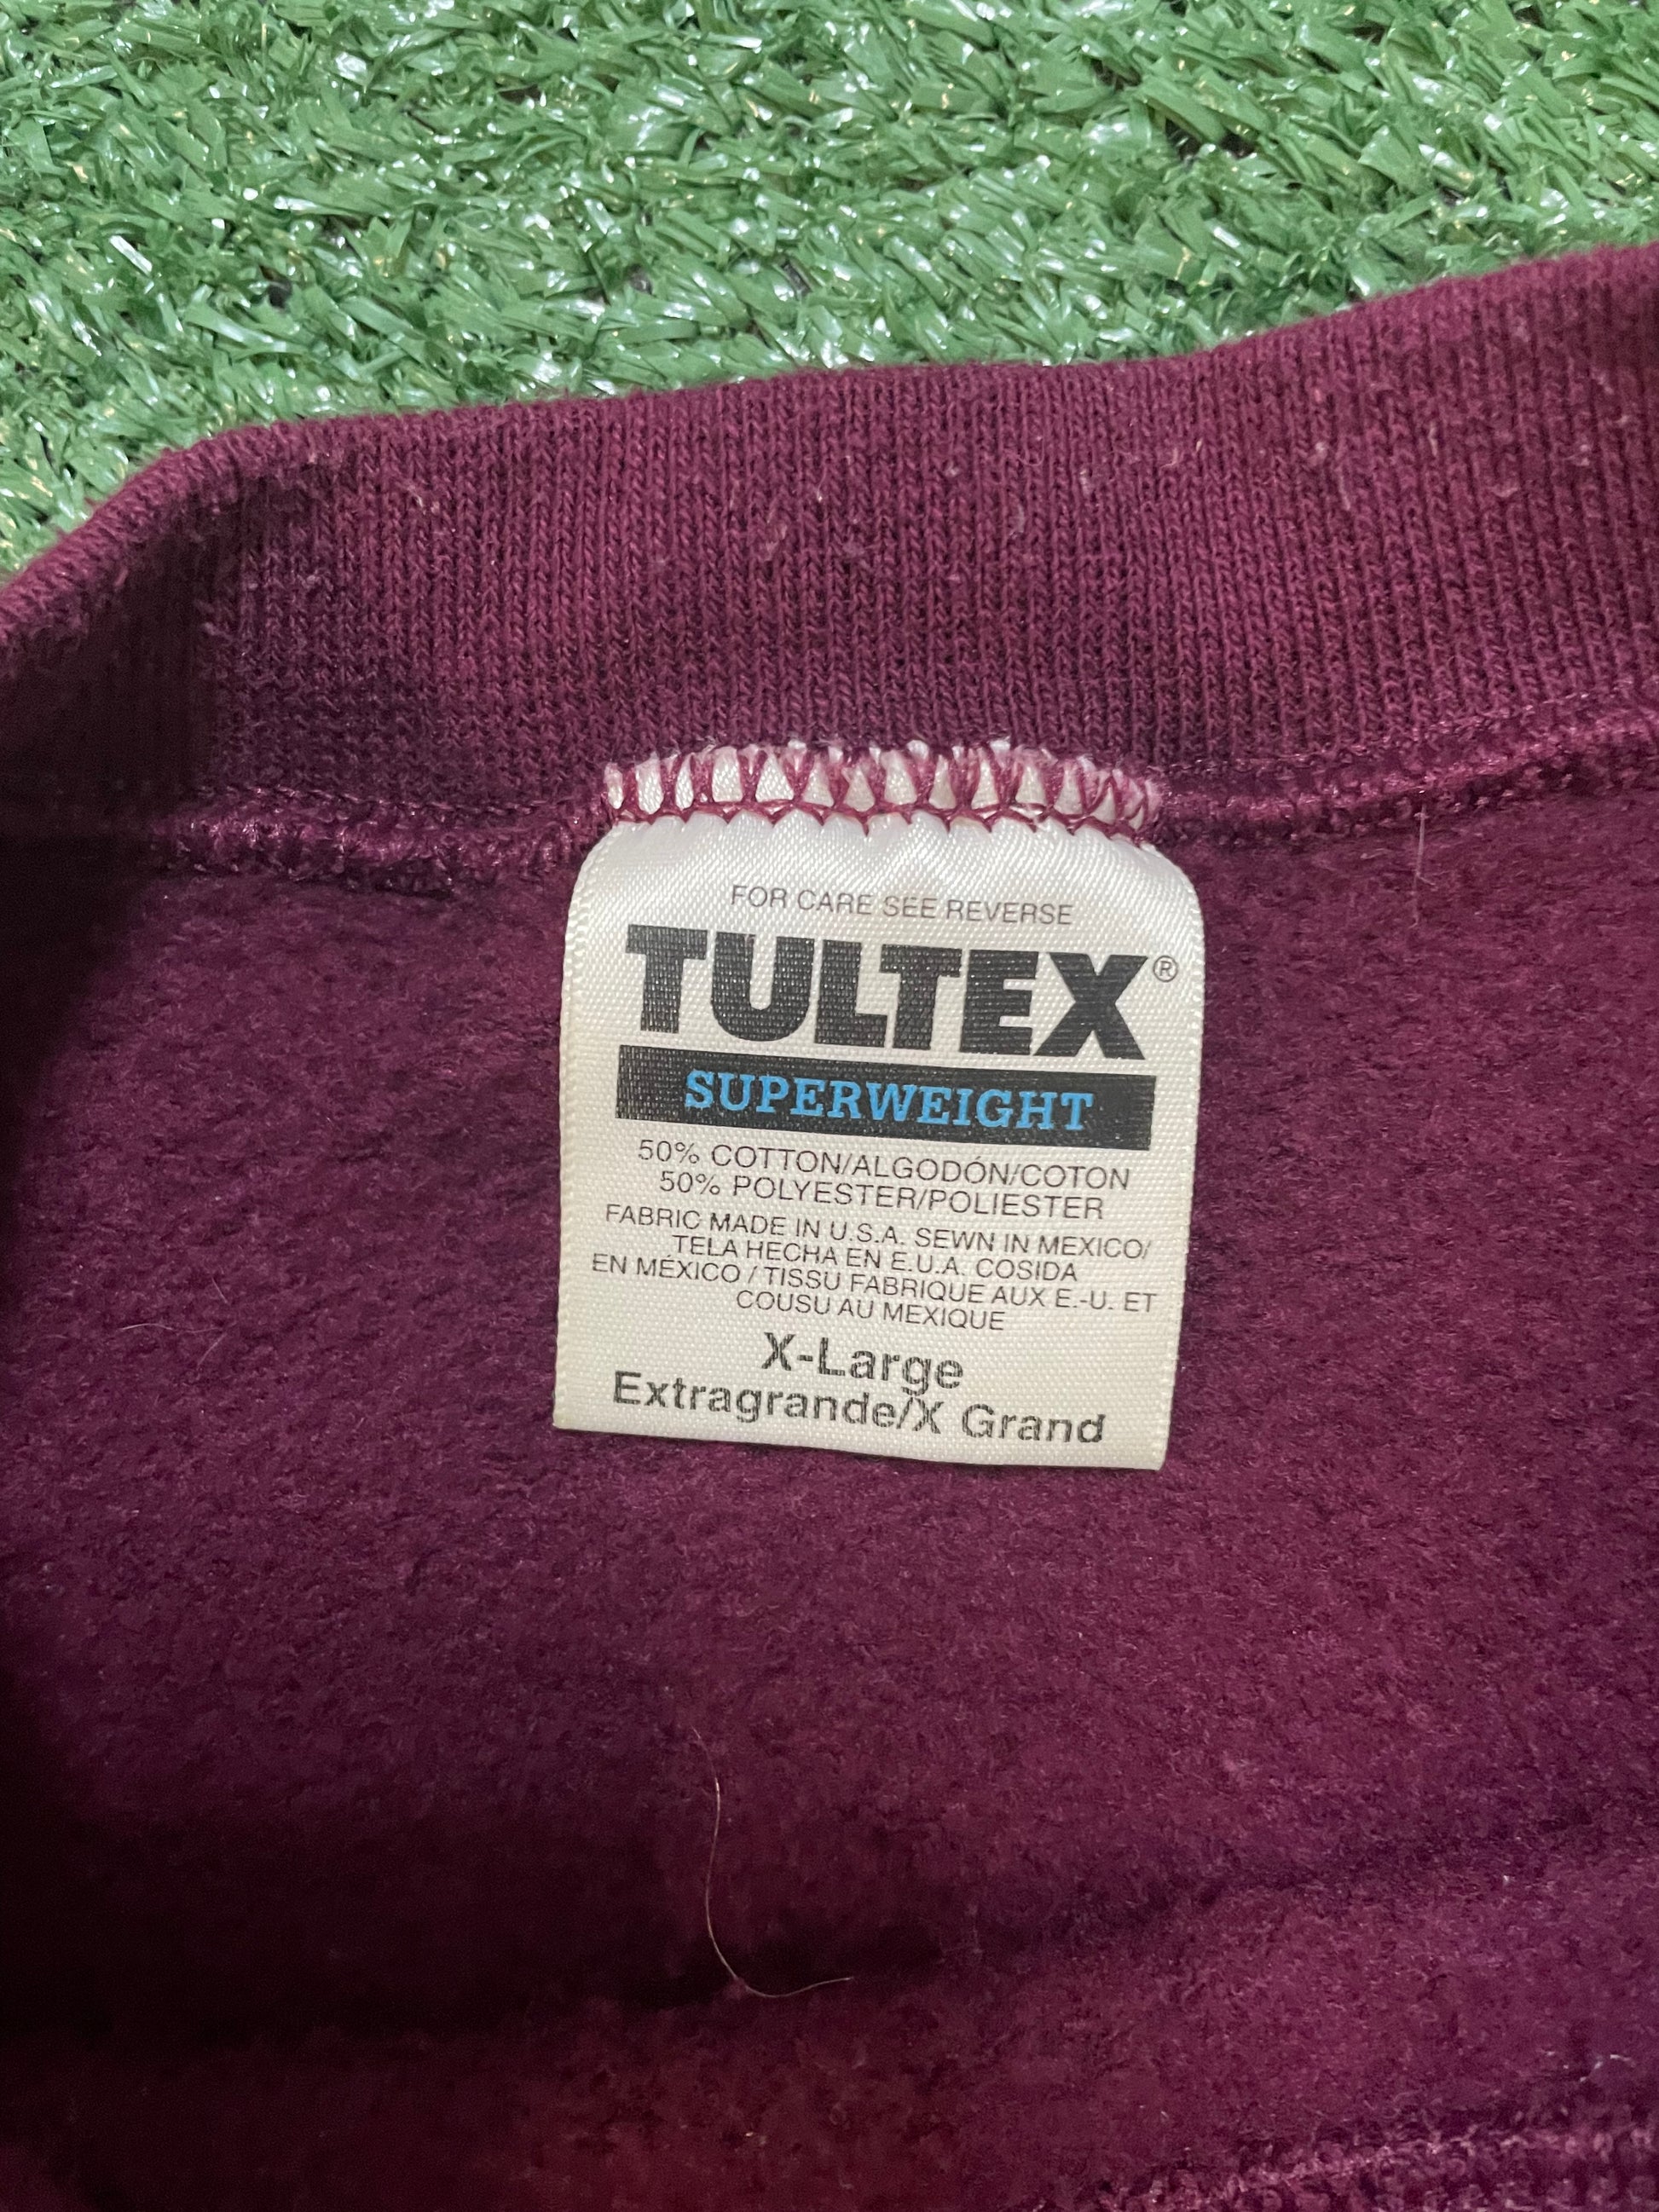 FOR CARE SEE REVERSE
TULTEX®
SUPERWEIGHT
50% COTTON/ALGODÓN/COTON
50% POLYESTER/POLIESTER
FABRIC MADE IN U.S.A. SEWN IN MEXICO/
TELA HECHA EN E.U.A. COSIDA
EN MÉXICO / TISSU FABRIQUE AUX E.-U. ET
COUSU AU MEXIQUE
X-Large
Extragrande/X Grand